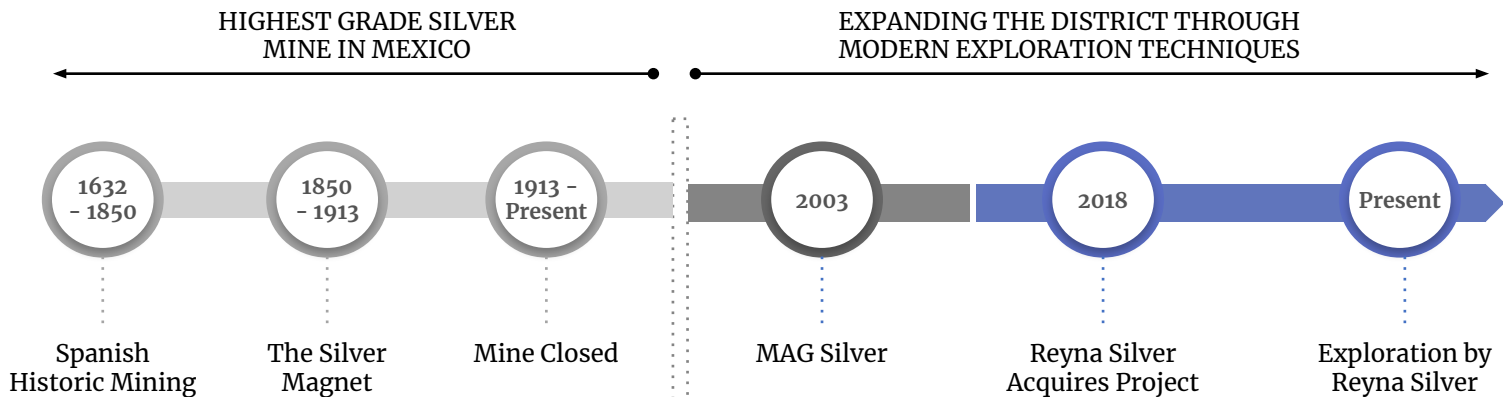 HIGHEST GRADE SILVER
MINE IN MEXICO
EXPANDING THE DISTRICT THROUGH
MODERN EXPLORATION TECHNIQUES
1632
- 1850
1850
- 1913
1913 -
Present
2003
2018
Present
Spanish
Historic Mining
The Silver
Magnet
Mine Closed
MAG Silver
Reyna Silver
Acquires Project
Exploration by
Reyna Silver